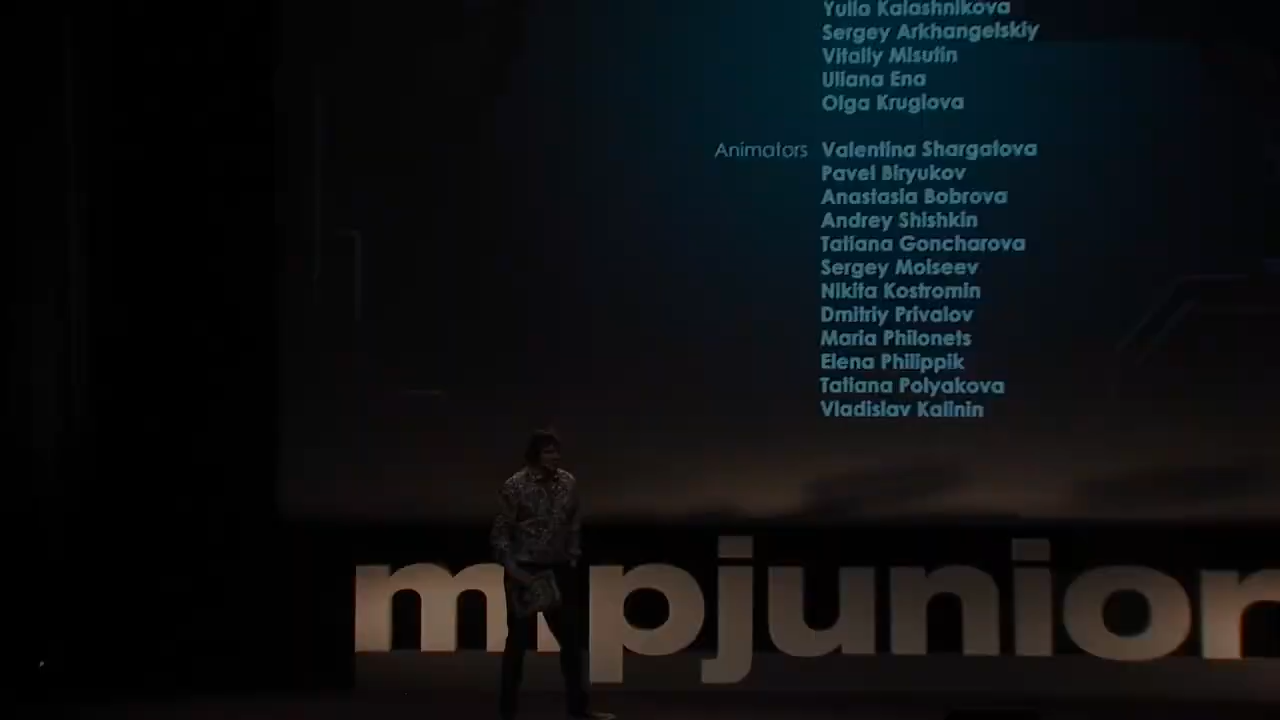 Yulia Kalashnikova
Sergey Arkhangelskiy
Vitaliy Misutin
Uliana Ena
Olga Kruglova
Animators Valentina Shargatova
Pavel Biryukov
Anastasia Bobrova
Andrey Shishkin
Tatiana Goncharova
Sergey Moiseev
Nikita Kostromin
Dmitriy Privalov
Maria Philonets
Elena Philippik
Tatiana Polyakova
Vladislav Kalinin
mipjunior